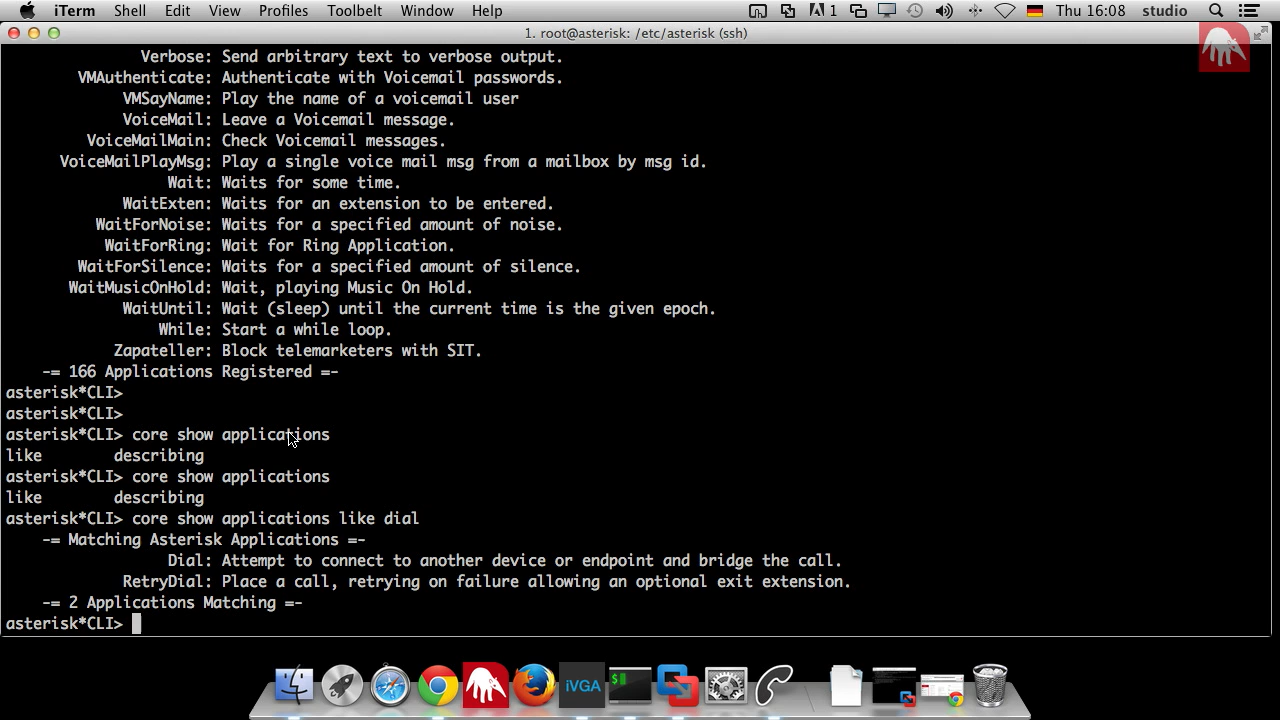 iTerm Shell Edit View Profiles Toolbelt Window Help 1 Thu 16:08 studio
1. root@asterisk: /etc/asterisk (ssh)
Verbose: Send arbitrary text to verbose output.
VMAuthenticate: Authenticate with Voicemail passwords.
VMSayName: Play the name of a voicemail user
VoiceMail: Leave a Voicemail message.
VoiceMailMain: Check Voicemail messages.
VoiceMailPlayMsg: Play a single voice mail msg from a mailbox by msg id.
Wait: Waits for some time.
WaitExten: Waits for an extension to be entered.
WaitForNoise: Waits for a specified amount of noise.
WaitForRing: Wait for Ring Application.
WaitForSilence: Waits for a specified amount of silence.
WaitMusicOnHold: Wait, playing Music On Hold.
WaitUntil: Wait (sleep) until the current time is the given epoch.
While: Start a while loop.
Zapateller: Block telemarketers with SIT.
-= 166 Applications Registered =-
asterisk*CLI>
asterisk*CLI>
asterisk*CLI> core show applications
like describing
asterisk*CLI> core show applications
like describing
asterisk*CLI> core show applications like dial
-= Matching Asterisk Applications =-
Dial: Attempt to connect to another device or endpoint and bridge the call.
RetryDial: Place a call, retrying on failure allowing an optional exit extension.
-= 2 Applications Matching =-
asterisk*CLI>
iVGA